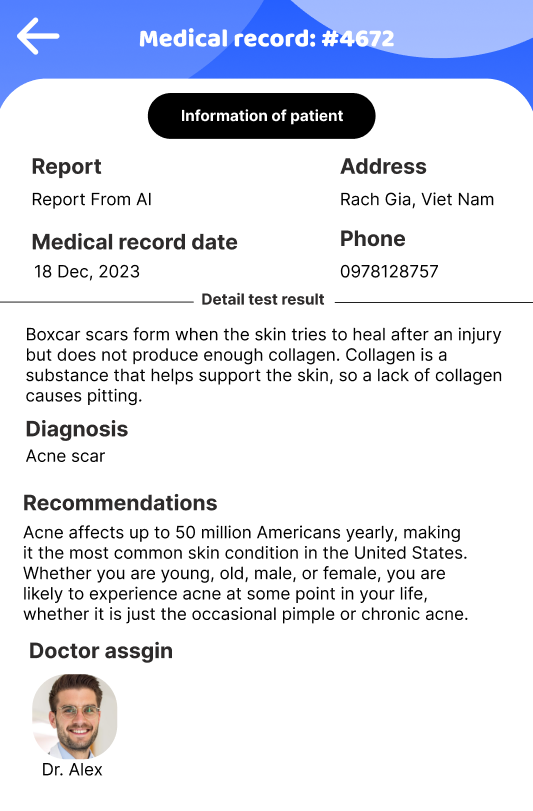 Medical record: #4672
Information of patient
Report
Address
Report From AI
Rach Gia, Viet Nam
Medical record date
Phone
18 Dec, 2023
0978128757
Detail test result
Boxcar scars form when the skin tries to heal after an injury
but does not produce enough collagen. Collagen is a
substance that helps support the skin, so a lack of collagen
causes pitting.
Diagnosis
Acne scar
Recommendations
Acne affects up to 50 million Americans yearly, making
it the most common skin condition in the United States.
Whether you are young, old, male, or female, you are
likely to experience acne at some point in your life,
whether it is just the occasional pimple or chronic acne.
Doctor assgin
Dr. Alex